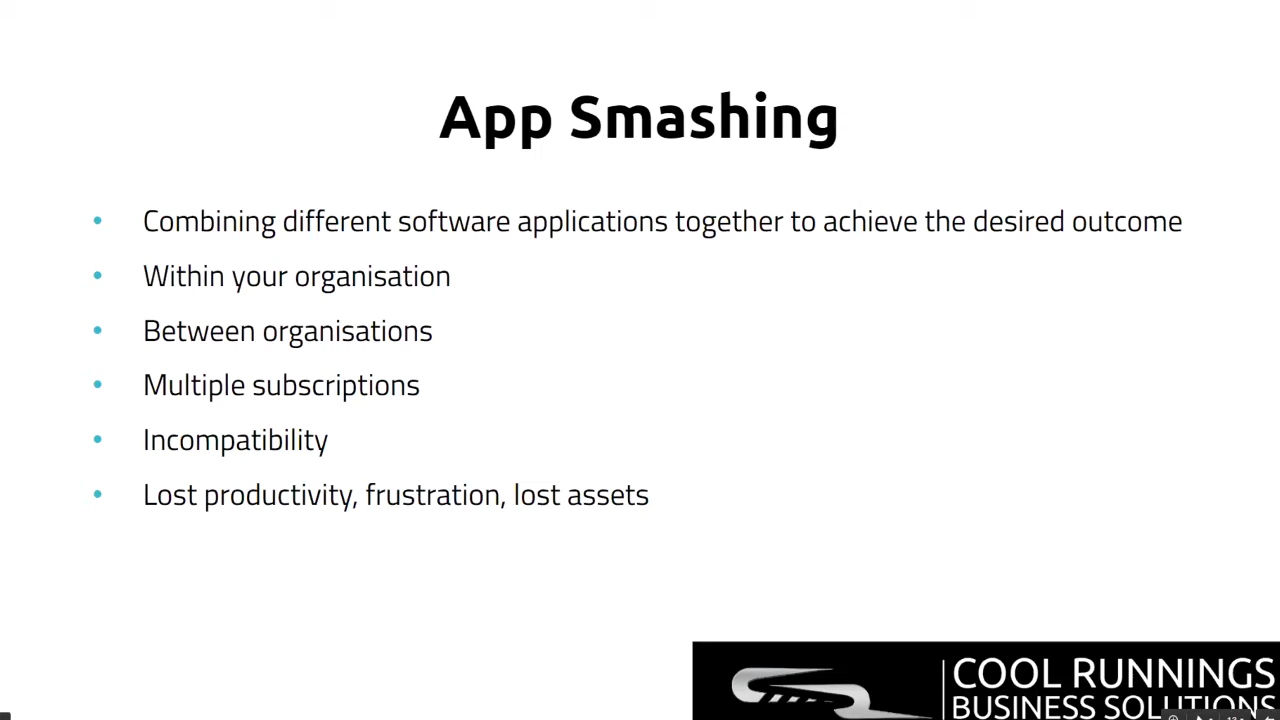 App Smashing
• Combining different software applications together to achieve the desired outcome
• Within your organisation
• Between organisations
• Multiple subscriptions
• Incompatibility
• Lost productivity, frustration, lost assets
COOL RUNNINGS
BUSINESS SOLUTIONS